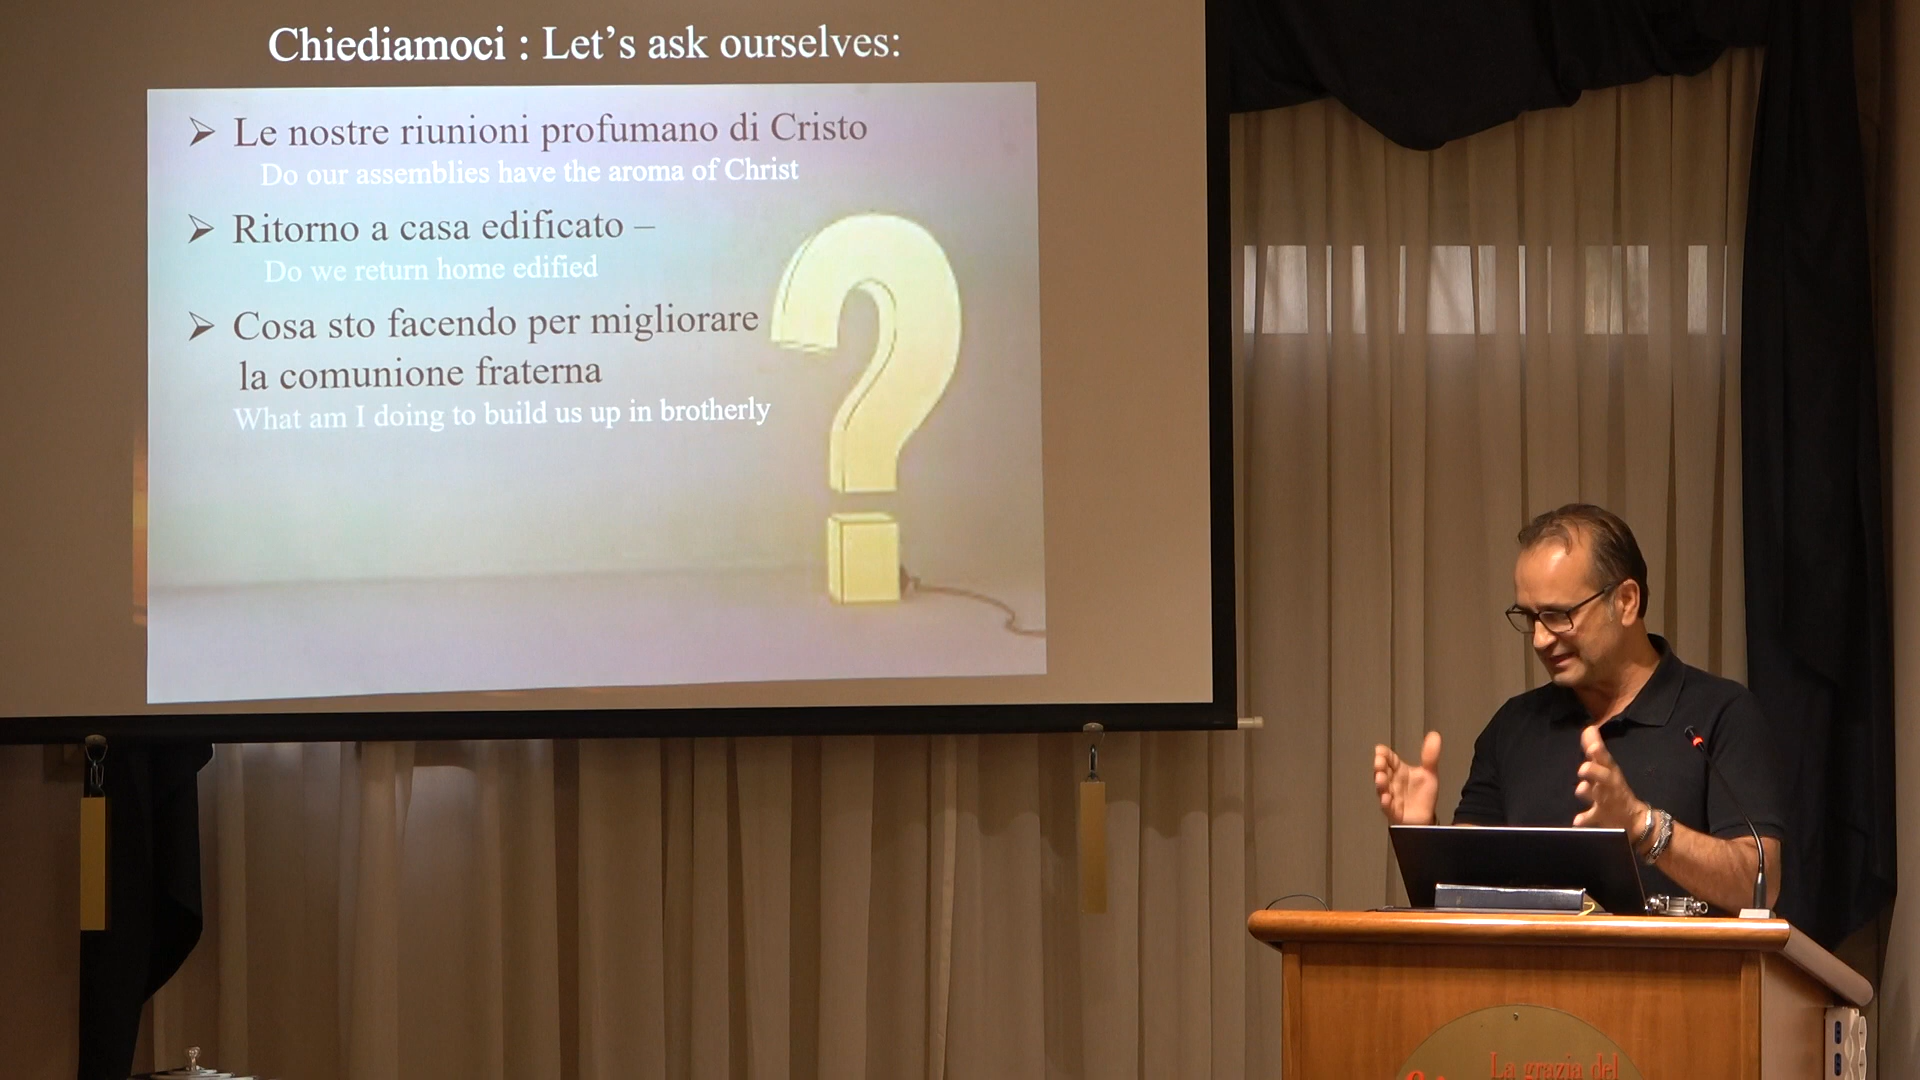 Chiediamoci : Let's ask ourselves:
➢ Le nostre riunioni profumano di Cristo
Do our assemblies have the aroma of Christ
➢ Ritorno a casa edificato –
Do we return home edified
➢ Cosa sto facendo per migliorare
la comunione fraterna
What am I doing to build us up in brotherly
?
La grazia del